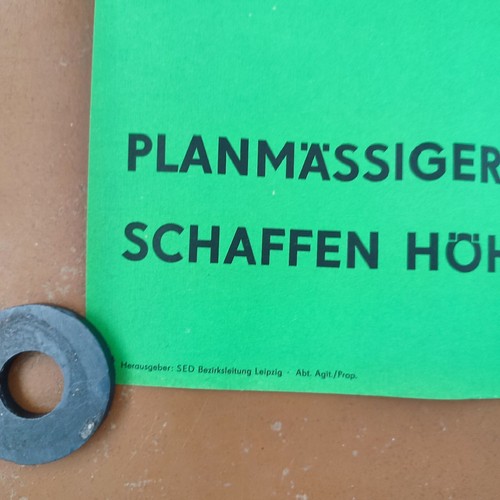 PLANMÄSSIGER
SCHAFFEN HÖH
Herausgeber: SED Bezirksleitung Leipzig · Abt. Agit./Prop.